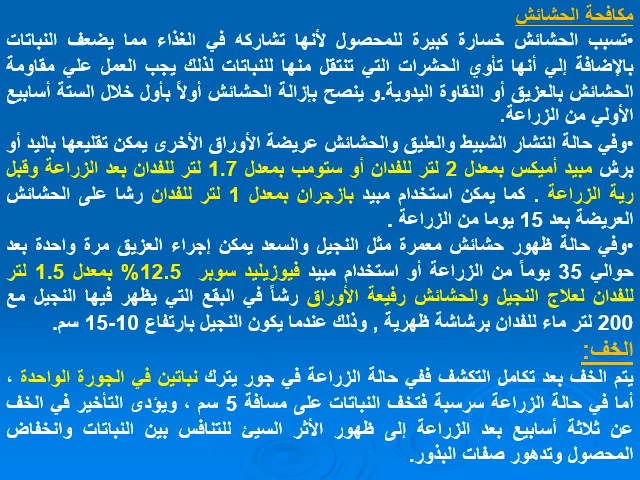 مكافحة الحشائش
•تسبب الحشائش خسارة كبيرة للمحصول لأنها تشاركه في الغذاء مما يضعف النباتات
بالإضافة إلي أنها تأوي الحشرات التي تنتقل منها للنباتات لذلك يجب العمل علي مقاومة
الحشائش بالعزيق أو النقاوة اليدوية.و ينصح بإزالة الحشائش أولاً بأول خلال الستة أسابيع
الأولي من الزراعة.
•وفي حالة انتشار الشبيط والعليق والحشائش عريضة الأوراق الأخرى يمكن تقليعها باليد أو
برش مبيد أميكس بمعدل 2 لتر للفدان أو ستومب بمعدل 1.7 لتر للفدان بعد الزراعة وقبل
رية الزراعة . كما يمكن استخدام مبيد بازجران بمعدل 1 لتر للفدان رشا على الحشائش
العريضة بعد 15 يوما من الزراعة .
•وفي حالة ظهور حشائش معمرة مثل النجيل والسعد يمكن إجراء العزيق مرة واحدة بعد
حوالي 35 يوماً من الزراعة أو استخدام مبيد فيوزيليد سوبر 12.5% بمعدل 1.5 لتر
للفدان لعلاج النجيل والحشائش رفيعة الأوراق رشاً في البقع التي يظهر فيها النجيل مع
200 لتر ماء للفدان برشاشة ظهرية , وذلك عندما يكون النجيل بارتفاع 10-15 سم.
الخف:
يتم الخف بعد تكامل التكشف ففي حالة الزراعة في جور يترك نباتين في الجورة الواحدة ،
أما في حالة الزراعة سرسبة فتخف النباتات على مسافة 5 سم ، ويؤدى التأخير في الخف
عن ثلاثة أسابيع بعد الزراعة إلى ظهور الأثر السيئ للتنافس بين النباتات وانخفاض
المحصول وتدهور صفات البذور.